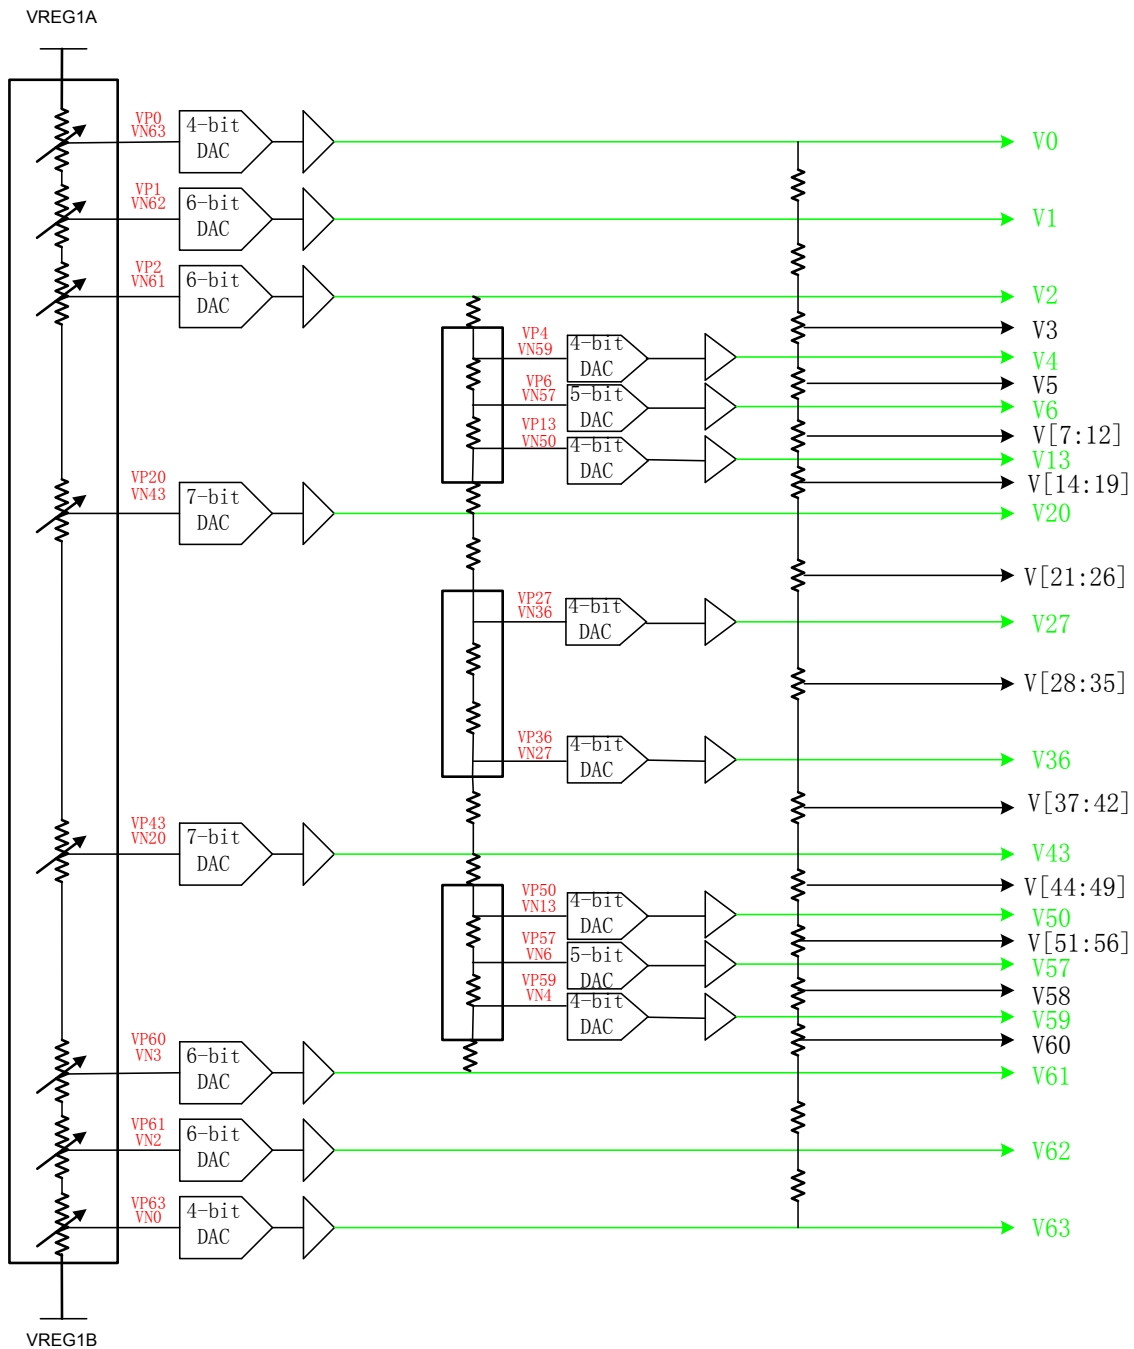 VREG1A
VP0
VN63
4-bit
DAC
V0
VP1
VN62
6-bit
DAC
V1
VP2
VN61
6-bit
DAC
V2
V3
VP4
VN59
4-bit
DAC
V4
V5
VP6
VN57
5-bit
DAC
V6
V[7:12]
VP13
VN50
4-bit
DAC
V13
V[14:19]
VP20
VN43
7-bit
DAC
V20
V[21:26]
VP27
VN36
4-bit
DAC
V27
V[28:35]
VP36
VN27
4-bit
DAC
V36
V[37:42]
VP43
VN20
7-bit
DAC
V43
V[44:49]
VP50
VN13
4-bit
DAC
V50
V[51:56]
VP57
VN6
5-bit
DAC
V57
V58
VP59
VN4
4-bit
DAC
V59
V60
VP60
VN3
6-bit
DAC
V61
VP61
VN2
6-bit
DAC
V62
VP63
VN0
4-bit
DAC
V63
VREG1B